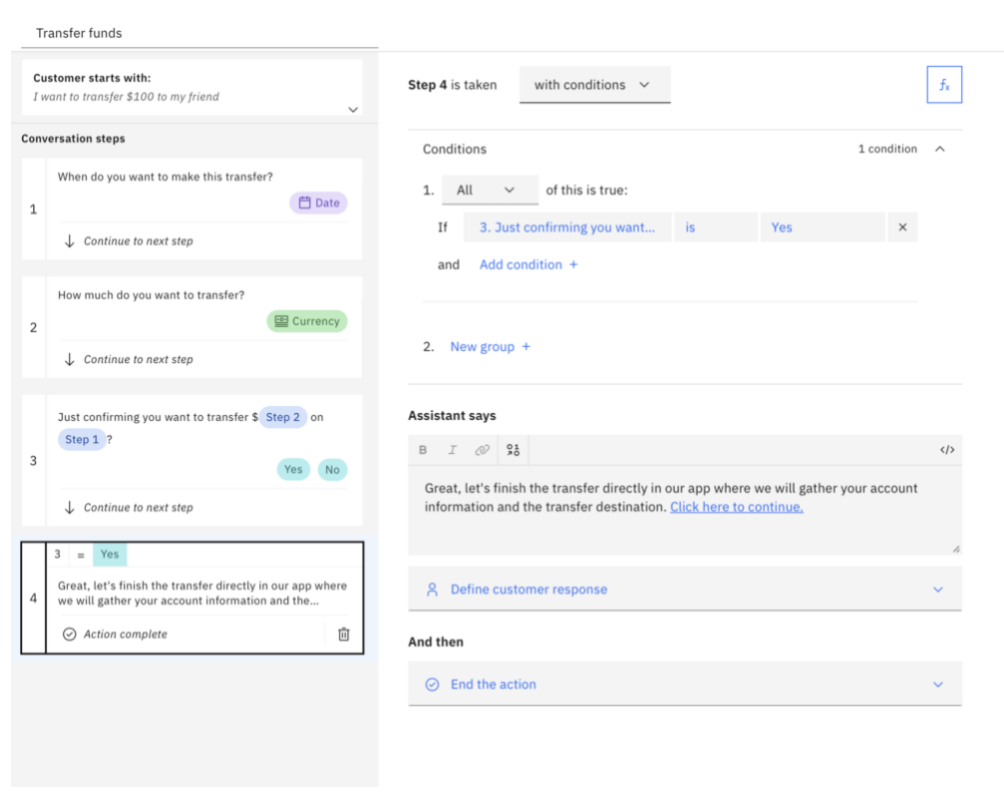 Transfer funds
Customer starts with:
I want to transfer $100 to my friend
Conversation steps
1
When do you want to make this transfer?
Date
Continue to next step
2
How much do you want to transfer?
Currency
Continue to next step
3
Just confirming you want to transfer $ Step 2 on
Step 1 ?
Yes No
Continue to next step
4
3 = Yes
Great, let's finish the transfer directly in our app where
we will gather your account information and the...
Action complete
Step 4 is taken with conditions
fx
Conditions 1 condition
1. All of this is true:
If 3. Just confirming you want... is Yes ×
and Add condition +
2. New group +
Assistant says
B I </>
Great, let's finish the transfer directly in our app where we will gather your account
information and the transfer destination. Click here to continue.
Define customer response
And then
End the action